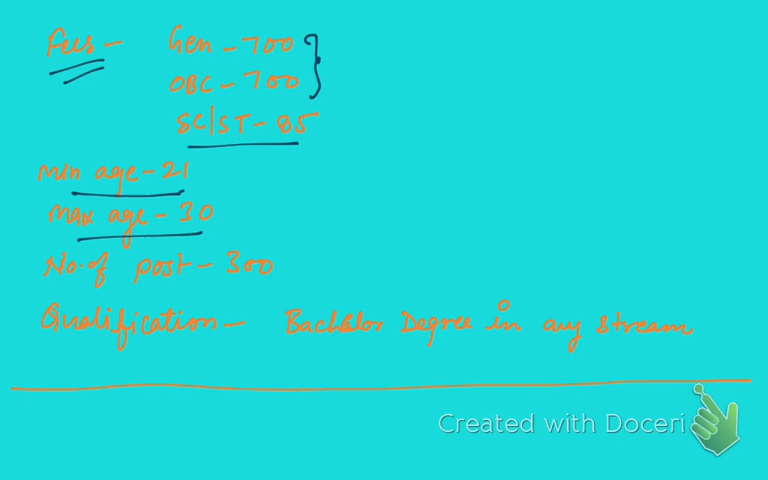 Fees - Gen - 700
OBC - 700
SC/ST - 85
Min age - 21
Max age - 30
No. of post - 300
Qualification - Bachelor Degree in any stream
Created with Doceri